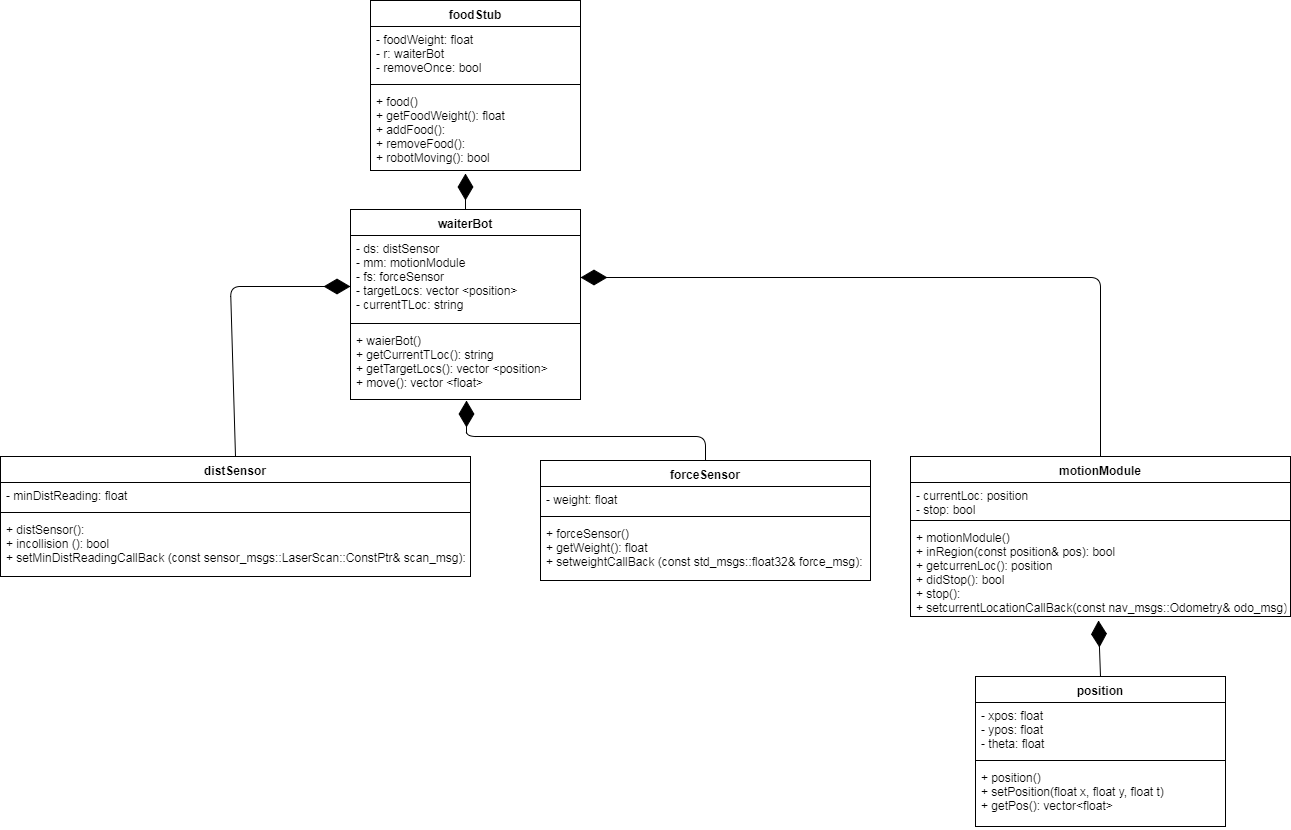 foodStub
- foodWeight: float
- r: waiterBot
- removeOnce: bool
+ food()
+ getFoodWeight(): float
+ addFood():
+ removeFood():
+ robotMoving(): bool
waiterBot
- ds: distSensor
- mm: motionModule
- fs: forceSensor
- targetLocs: vector <position>
- currentTLoc: string
+ waierBot()
+ getCurrentTLoc(): string
+ getTargetLocs(): vector <position>
+ move(): vector <float>
distSensor
- minDistReading: float
+ distSensor():
+ incollision (): bool
+ setMinDistReadingCallBack (const sensor_msgs::LaserScan::ConstPtr& scan_msg):
forceSensor
- weight: float
+ forceSensor()
+ getWeight(): float
+ setweightCallBack (const std_msgs::float32& force_msg):
motionModule
- currentLoc: position
- stop: bool
+ motionModule()
+ inRegion(const position& pos): bool
+ getcurrenLoc(): position
+ didStop(): bool
+ stop():
+ setcurrentLocationCallBack(const nav_msgs::Odometry& odo_msg)
position
- xpos: float
- ypos: float
- theta: float
+ position()
+ setPosition(float x, float y, float t)
+ getPos(): vector<float>